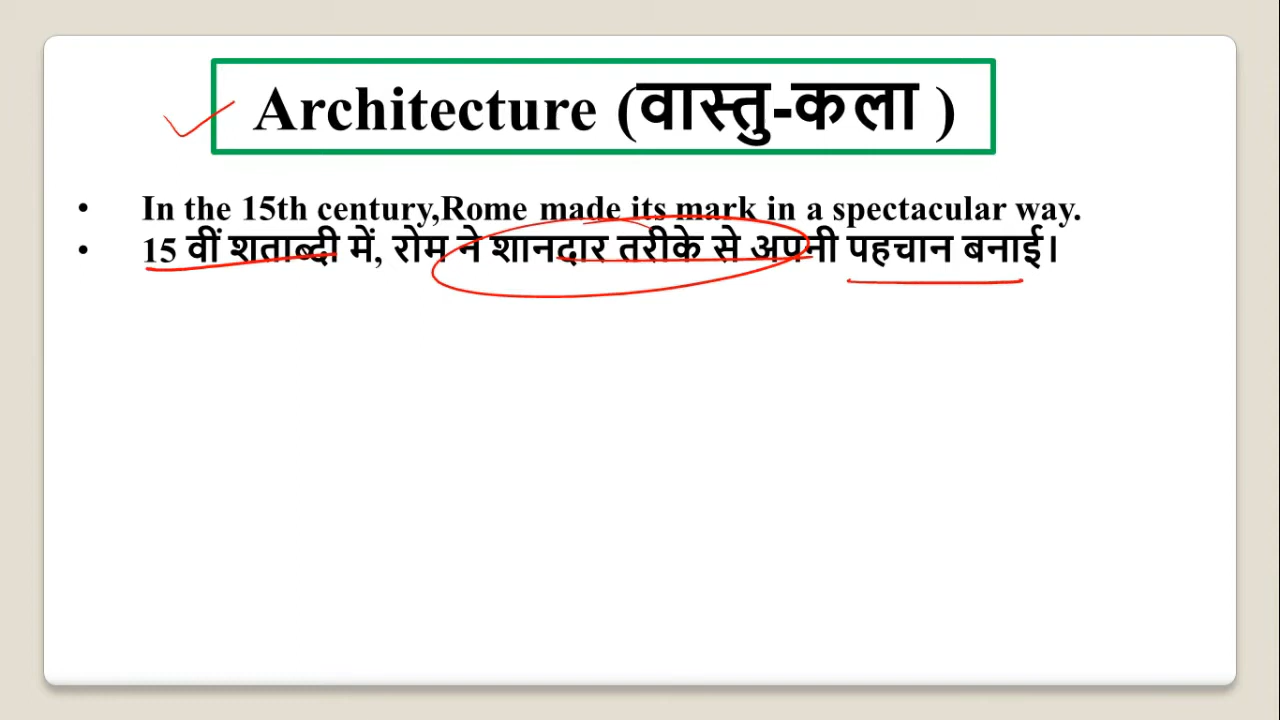 Architecture (वास्तु-कला )
• In the 15th century,Rome made its mark in a spectacular way.
• 15 वीं शताब्दी में, रोम ने शानदार तरीके से अपनी पहचान बनाई।